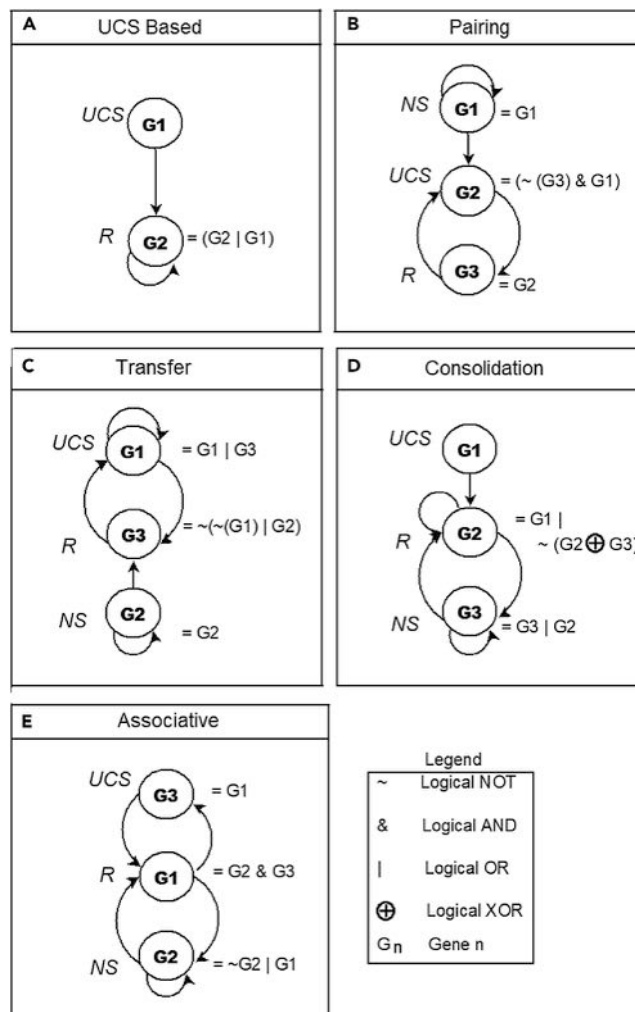 A UCS Based
UCS G1
R G2 = (G2 | G1)
B Pairing
NS G1 = G1
UCS G2 = (~ (G3) & G1)
R G3 = G2
C Transfer
UCS G1 = G1 | G3
R G3 = ~(~(G1) | G2)
NS G2 = G2
D Consolidation
UCS G1
R G2 = G1 |
~ (G2 ⊕ G3)
NS G3 = G3 | G2
E Associative
UCS G3 = G1
R G1 = G2 & G3
NS G2 = ~G2 | G1
Legend
~ Logical NOT
& Logical AND
| Logical OR
⊕ Logical XOR
Gn Gene n